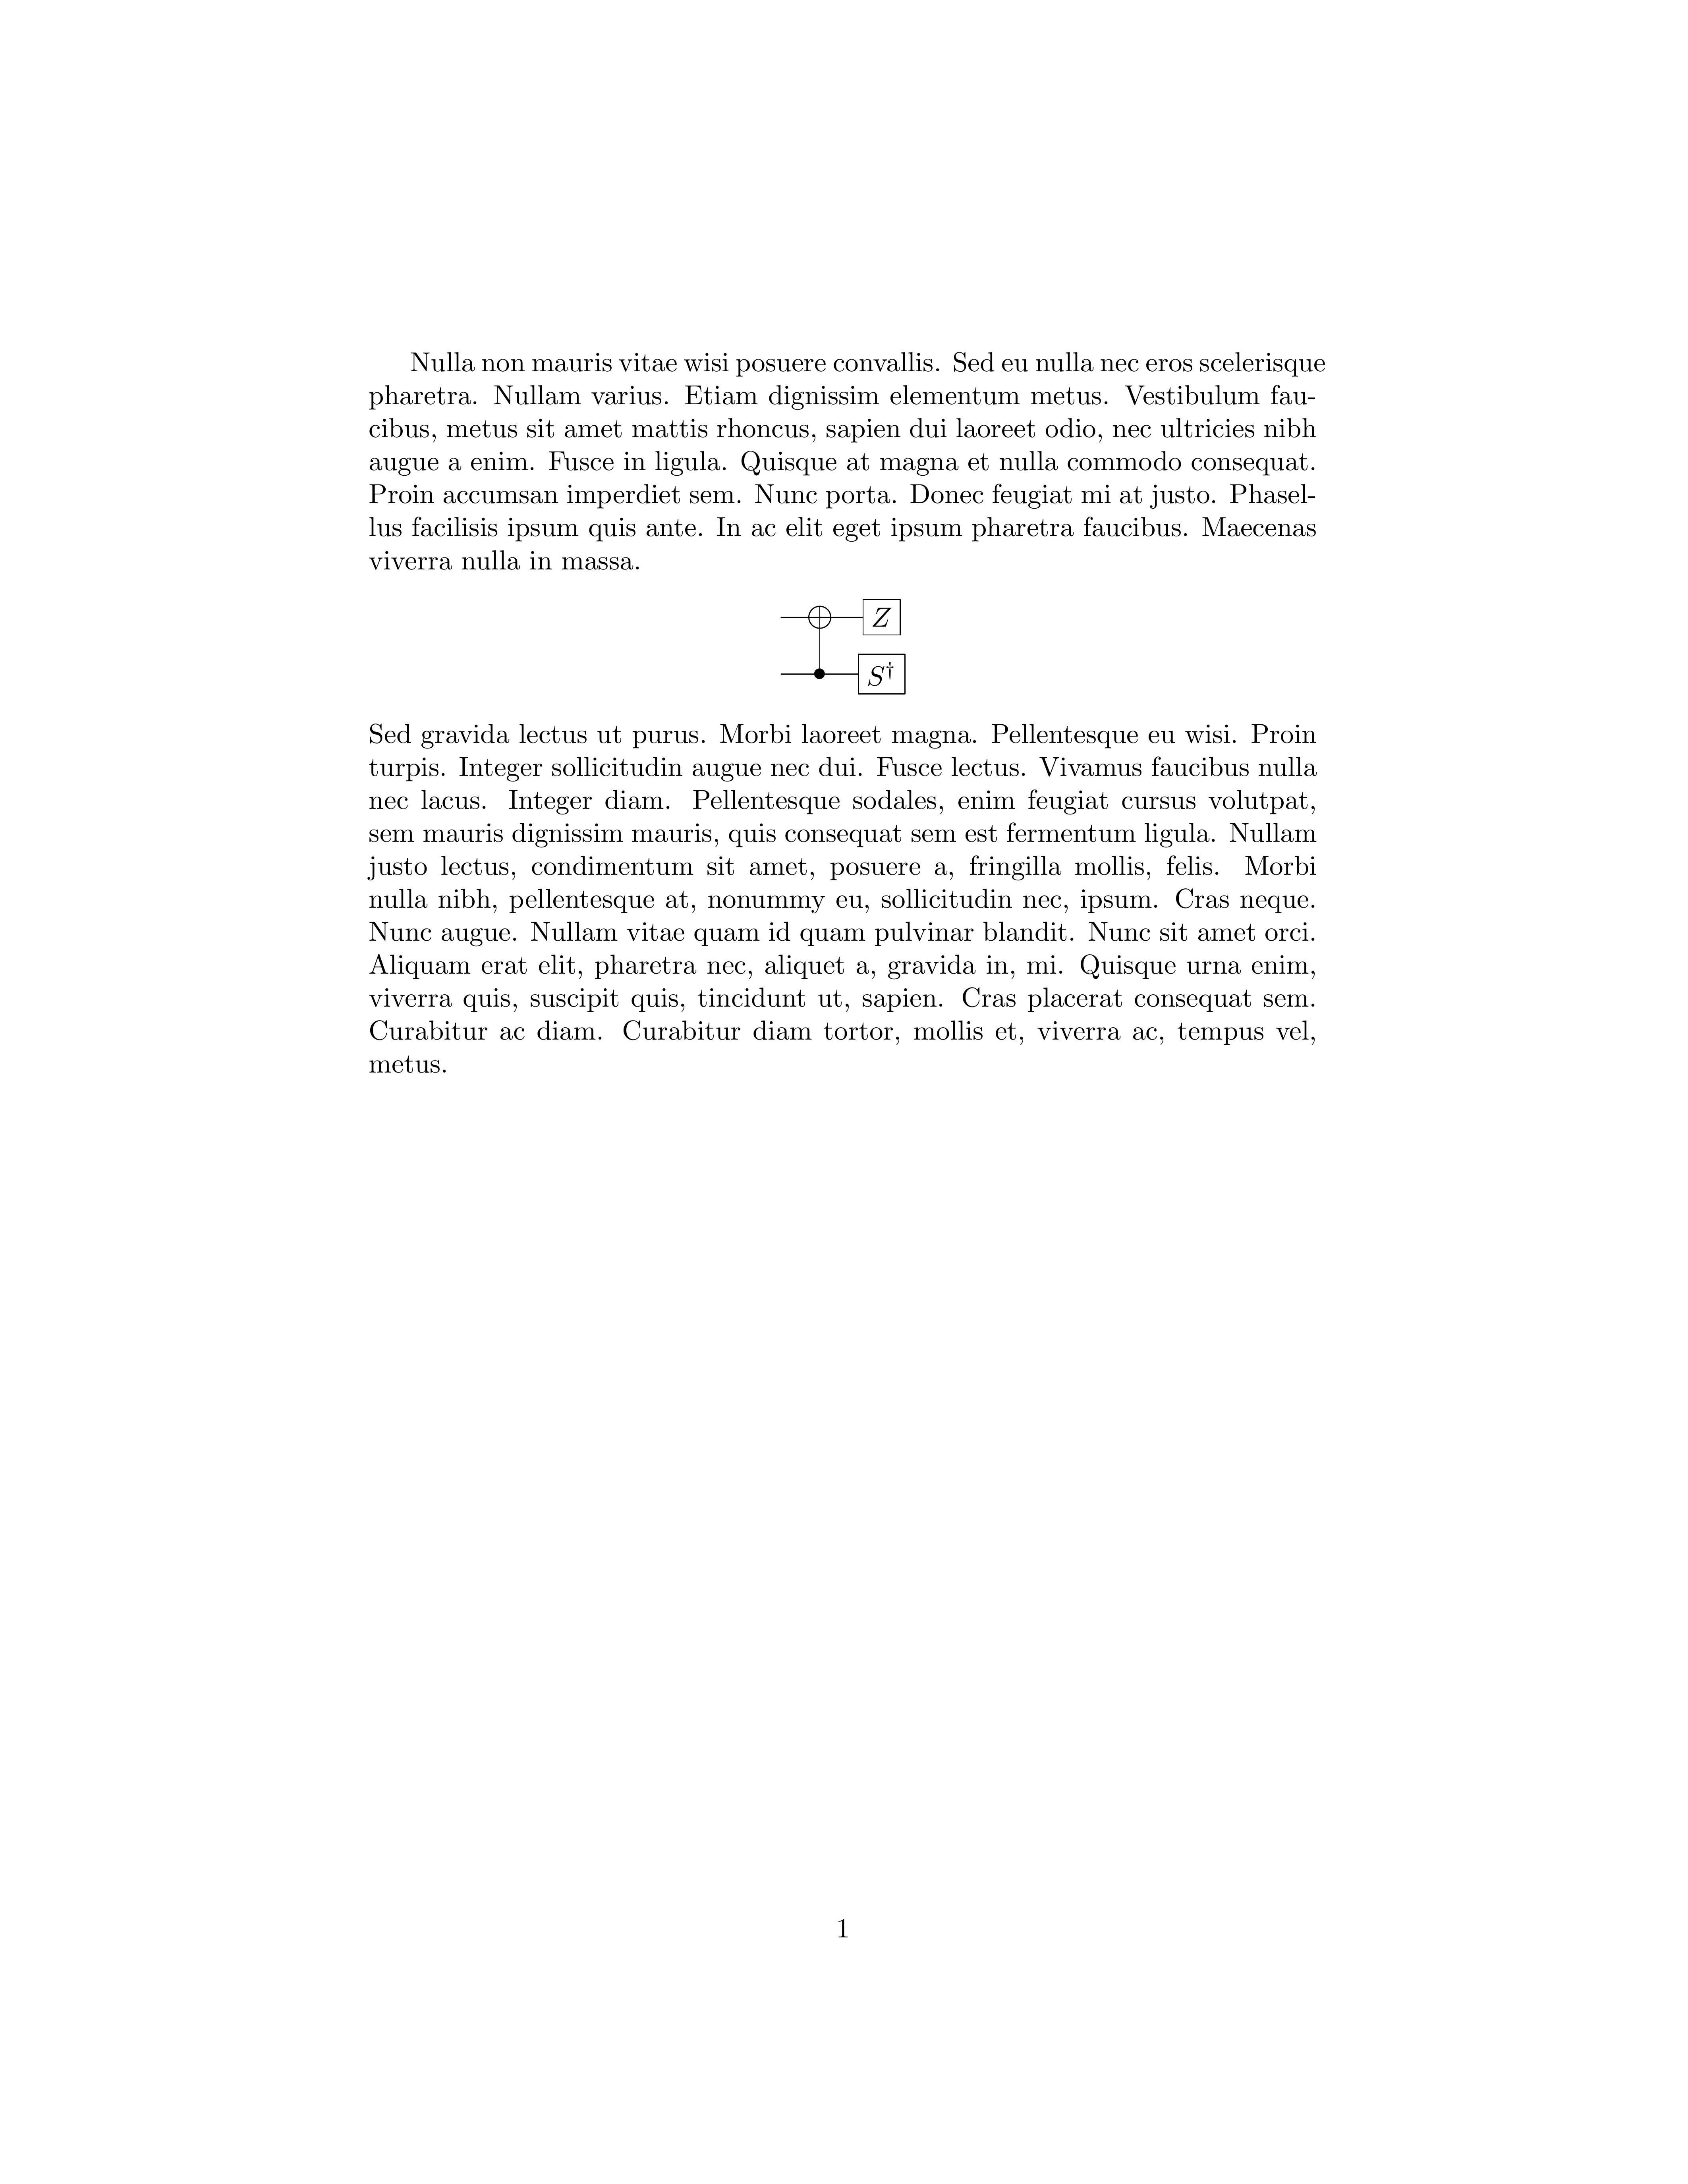 Nulla non mauris vitae wisi posuere convallis. Sed eu nulla nec eros scelerisque
pharetra. Nullam varius. Etiam dignissim elementum metus. Vestibulum fau-
cibus, metus sit amet mattis rhoncus, sapien dui laoreet odio, nec ultricies nibh
augue a enim. Fusce in ligula. Quisque at magna et nulla commodo consequat.
Proin accumsan imperdiet sem. Nunc porta. Donec feugiat mi at justo. Phasel-
lus facilisis ipsum quis ante. In ac elit eget ipsum pharetra faucibus. Maecenas
viverra nulla in massa.
Z
S†
Sed gravida lectus ut purus. Morbi laoreet magna. Pellentesque eu wisi. Proin
turpis. Integer sollicitudin augue nec dui. Fusce lectus. Vivamus faucibus nulla
nec lacus. Integer diam. Pellentesque sodales, enim feugiat cursus volutpat,
sem mauris dignissim mauris, quis consequat sem est fermentum ligula. Nullam
justo lectus, condimentum sit amet, posuere a, fringilla mollis, felis. Morbi
nulla nibh, pellentesque at, nonummy eu, sollicitudin nec, ipsum. Cras neque.
Nunc augue. Nullam vitae quam id quam pulvinar blandit. Nunc sit amet orci.
Aliquam erat elit, pharetra nec, aliquet a, gravida in, mi. Quisque urna enim,
viverra quis, suscipit quis, tincidunt ut, sapien. Cras placerat consequat sem.
Curabitur ac diam. Curabitur diam tortor, mollis et, viverra ac, tempus vel,
metus.
1